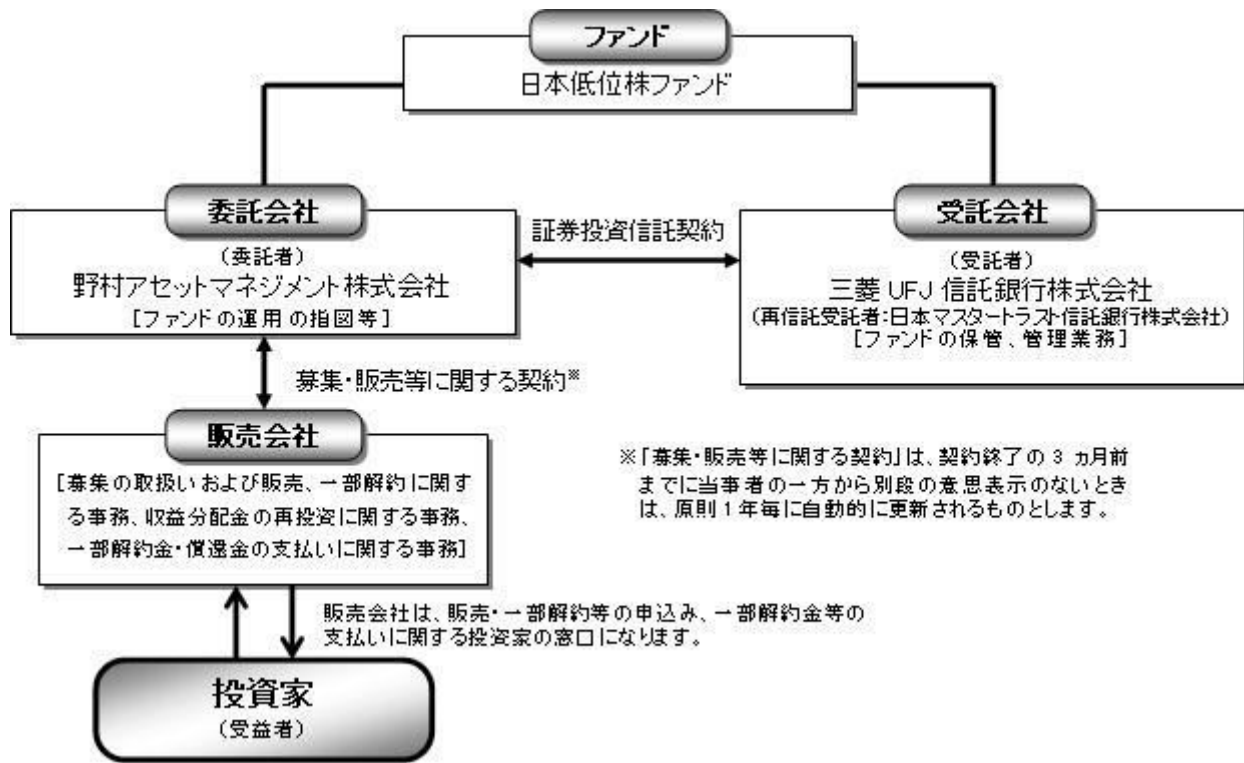 ファンド
日本低位株ファンド
委託会社
(委託者)
野村アセットマネジメント株式会社
[ファンドの運用の指図等]
証券投資信託契約
受託会社
(受託者)
三菱 UFJ 信託銀行株式会社
(再信託受託者:日本マスタートラスト信託銀行株式会社)
[ファンドの保管、管理業務]
募集・販売等に関する契約※
販売会社
[募集の取扱いおよび販売、一部解約に関す
る事務、収益分配金の再投資に関する事務、
一部解約金・償還金の支払いに関する事務]
※「募集・販売等に関する契約」は、契約終了の 3 ヵ月前
までに当事者の一方から別段の意思表示のないとき
は、原則 1 年毎に自動的に更新されるものとします。
販売会社は、販売・一部解約等の申込み、一部解約金等の
支払いに関する投資家の窓口になります。
投資家
(受益者)